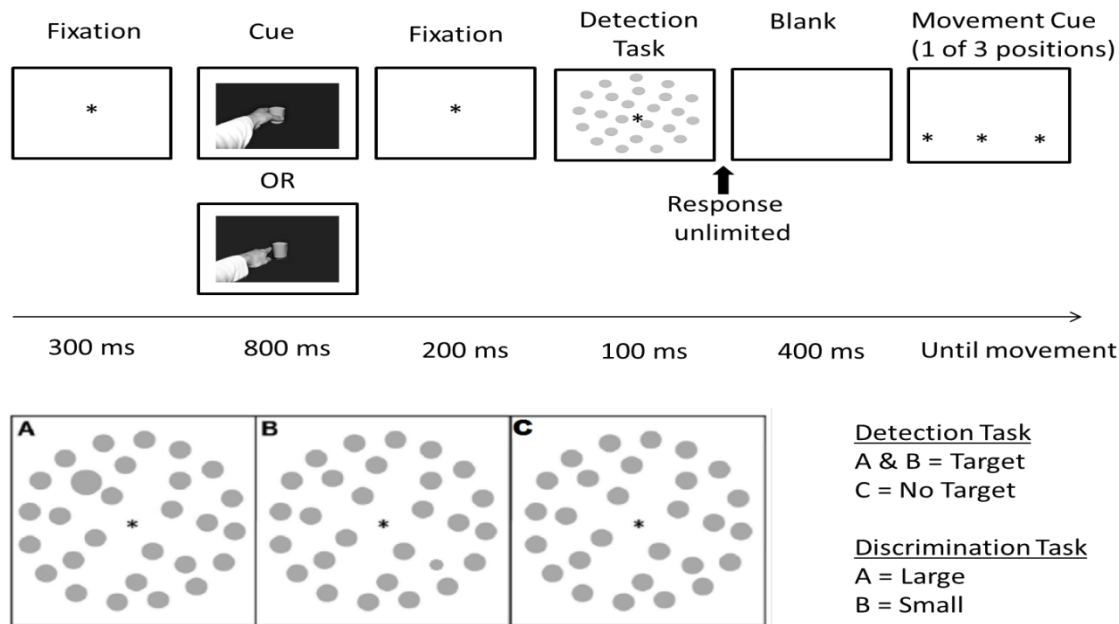 Fixation
Cue
Fixation
Detection
Task
Blank
Movement Cue
(1 of 3 positions)
*
*
*
* * *
OR
Response
unlimited
300 ms
800 ms
200 ms
100 ms
400 ms
Until movement
A
B
C
*
*
*
Detection Task
A & B = Target
C = No Target
Discrimination Task
A = Large
B = Small